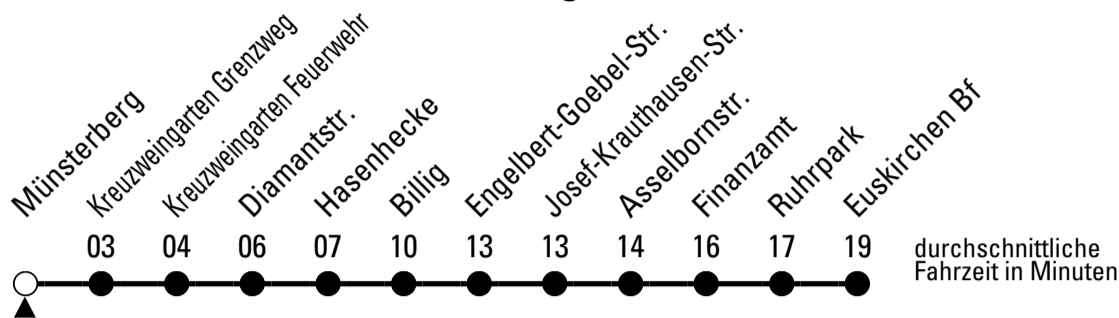 Münsterberg
Kreuzweingarten Grenzweg
Kreuzweingarten Feuerwehr
Diamantstr.
Hasenhecke
Billig
Engelbert-Goebel-Str.
Josef-Krauthausen-Str.
Asselbornstr.
Finanzamt
Ruhrpark
Euskirchen Bf
03 04 06 07 10 13 13 14 16 17 19
durchschnittliche
Fahrzeit in Minuten